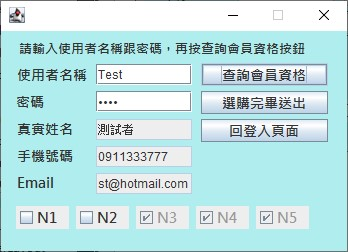 請輸入使用者名稱跟密碼，再按查詢會員資格按鈕
使用者名稱 Test 查詢會員資格
密碼 •••• 選購完畢送出
真實姓名 測試者 回登入頁面
手機號碼 0911333777
Email st@hotmail.com
N1 N2 N3 N4 N5